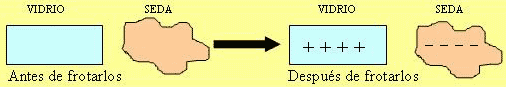 VIDRIO SEDA VIDRIO SEDA
+ + + + - - - -
Antes de frotarlos Después de frotarlos